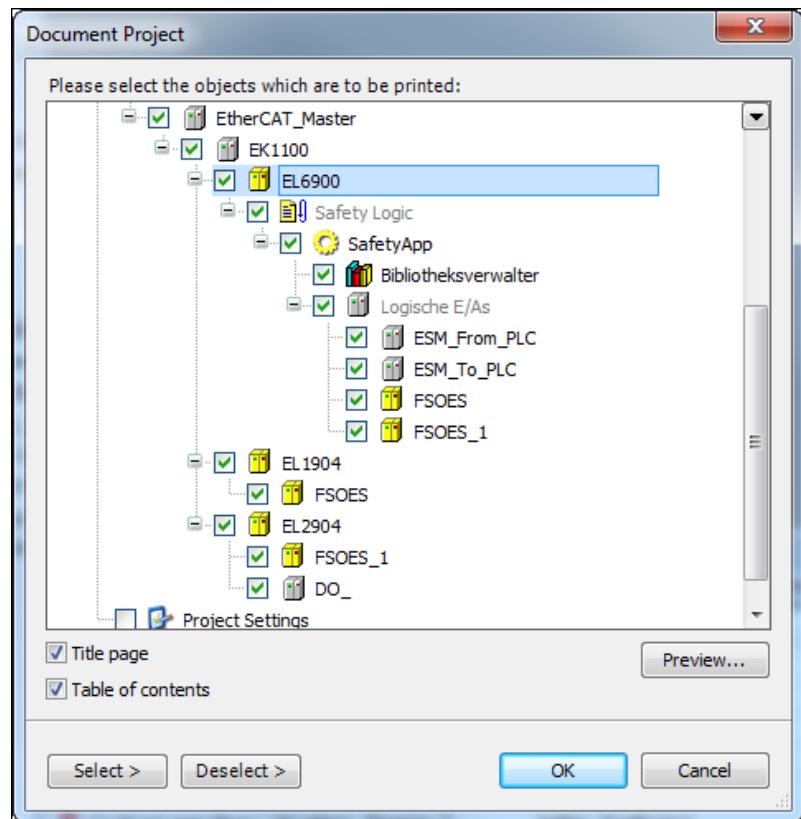 Document Project
Please select the objects which are to be printed:
EtherCAT_Master
EK1100
EL6900
Safety Logic
SafetyApp
Bibliotheksverwalter
Logische E/As
ESM_From_PLC
ESM_To_PLC
FSOES
FSOES_1
EL1904
FSOES
EL2904
FSOES_1
DO_
Project Settings
Title page
Preview...
Table of contents
Select >
Deselect >
OK
Cancel